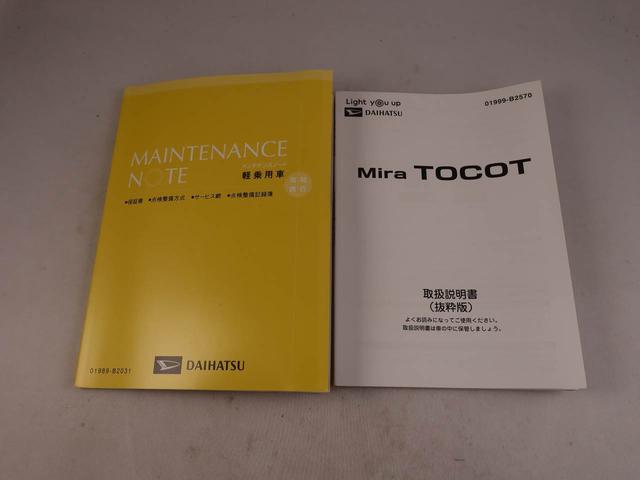 MAINTENANCE
NOTE
メンテナンスノート
軽乗用車
•保証書 •点検整備方式 •サービス網 •点検整備記録簿
DAIHATSU
01989-B2031
Light you up
DAIHATSU
01999-B2570
Mira TOCOT
取扱説明書
(抜粋版)
よくお読みになってご使用ください。
取扱説明書は車の中に保管しましょう。